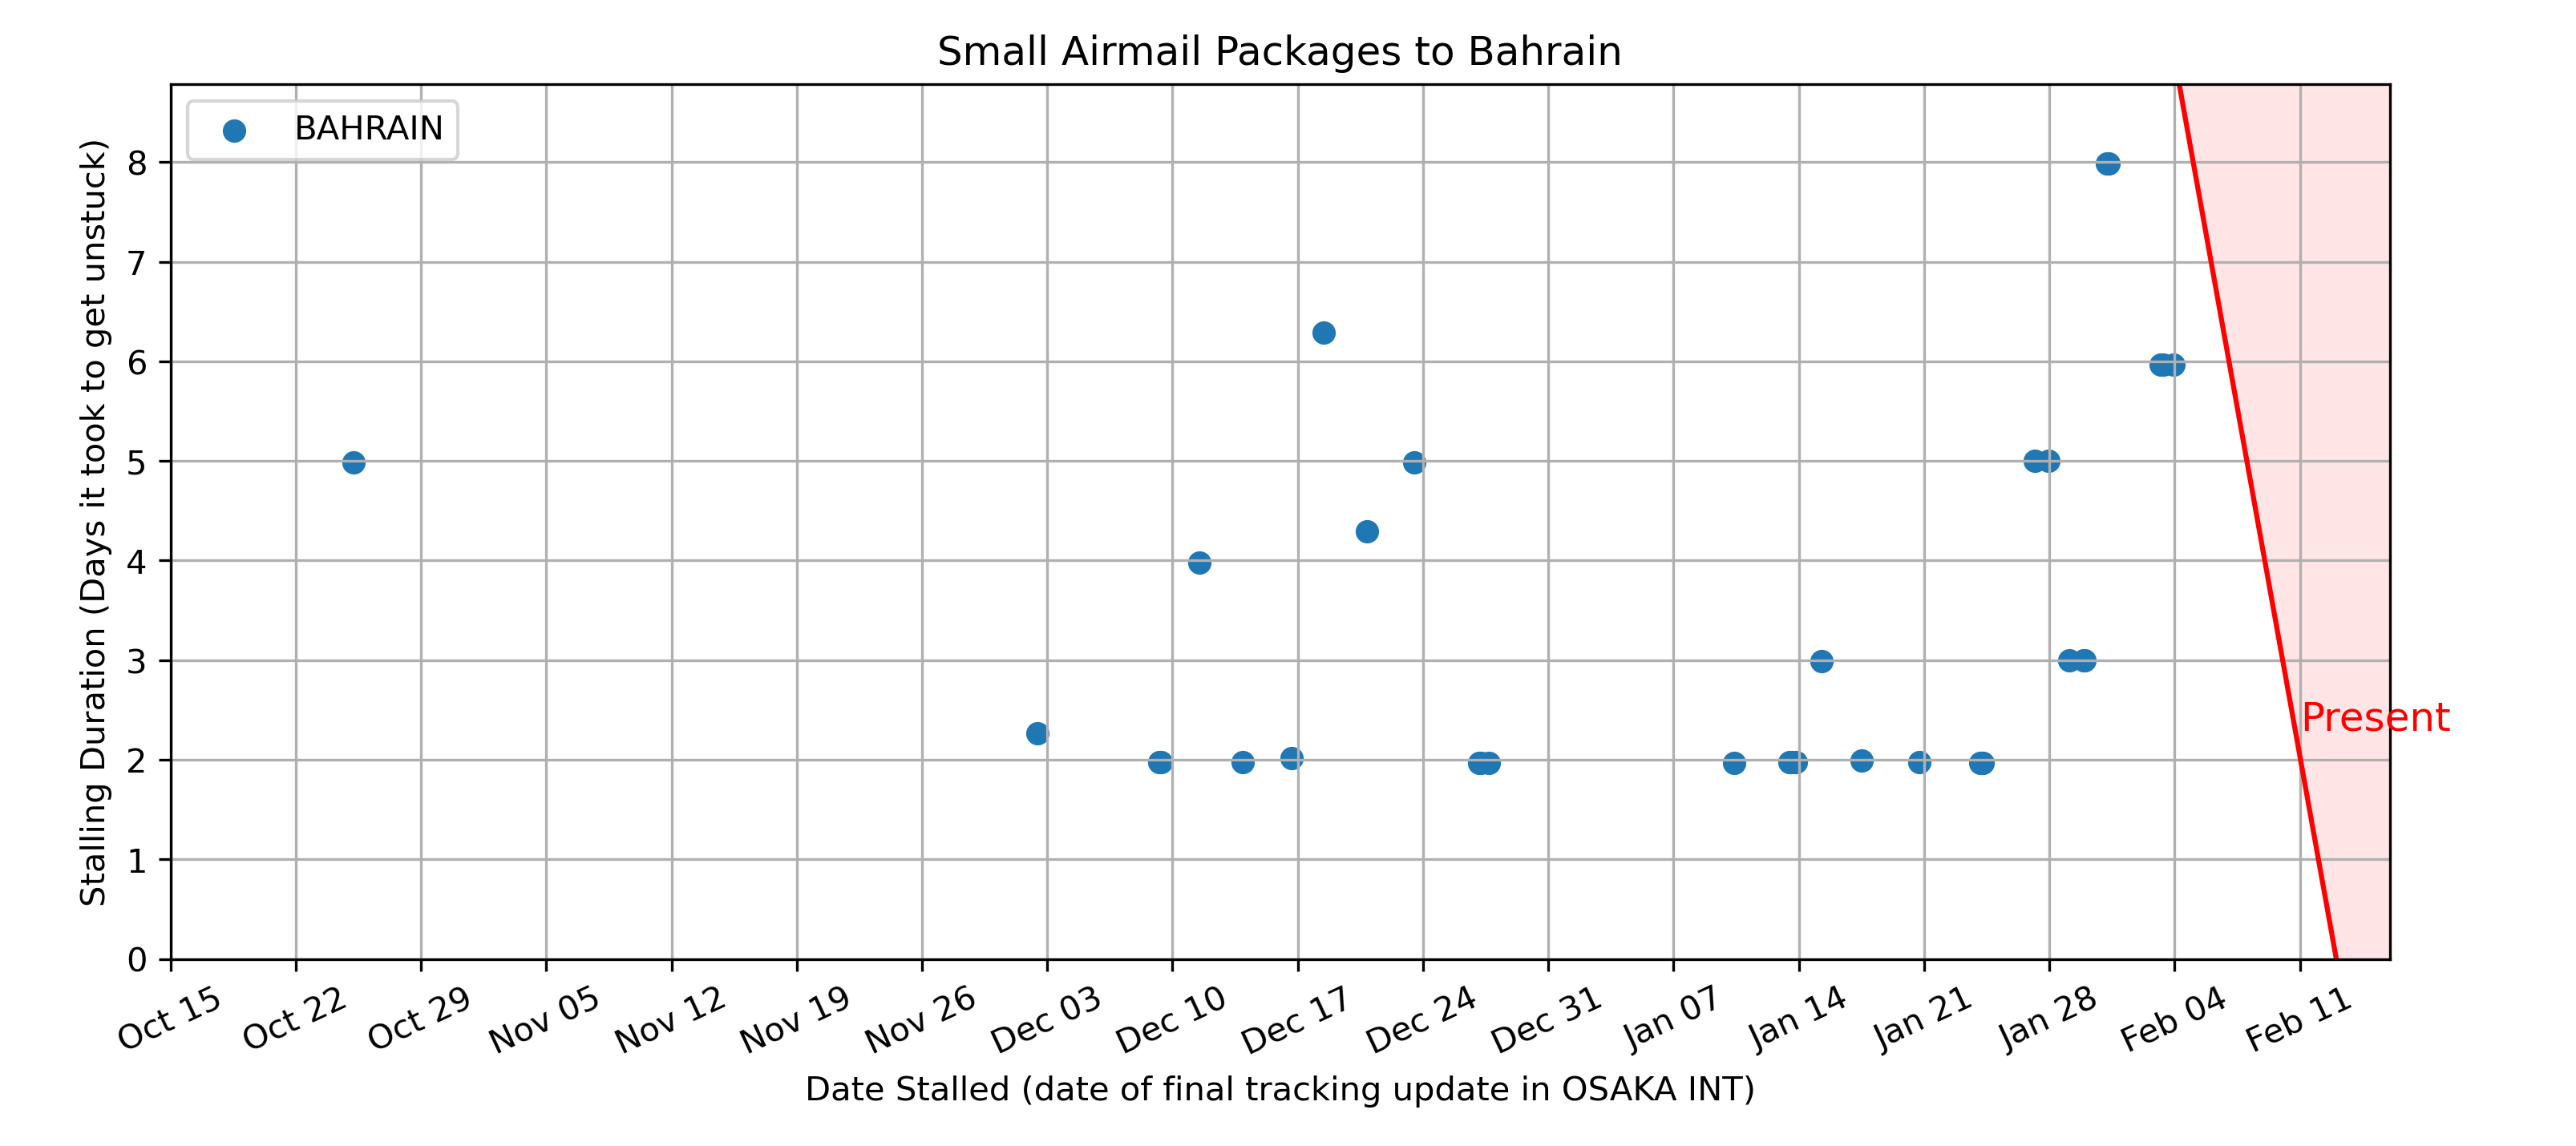 Small Airmail Packages to Bahrain
BAHRAIN
Stalling Duration (Days it took to get unstuck)
8
7
6
5
4
3
2
1
0
Present
Oct 15
Oct 22
Oct 29
Nov 05
Nov 12
Nov 19
Nov 26
Dec 03
Dec 10
Dec 17
Dec 24
Dec 31
Jan 07
Jan 14
Jan 21
Jan 28
Feb 04
Feb 11
Date Stalled (date of final tracking update in OSAKA INT)